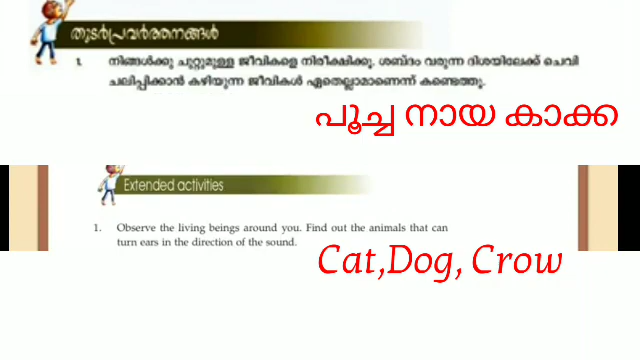 തുടർപ്രവർത്തനങ്ങൾ
1. നിങ്ങൾക്കു ചുറ്റുമുള്ള ജീവികളെ നിരീക്ഷിക്കൂ. ശബ്ദം വരുന്ന ദിശയിലേക്ക് ചെവി
ചലിപ്പിക്കാൻ കഴിയുന്ന ജീവികൾ ഏതെല്ലാമാണെന്ന് കണ്ടെത്തൂ.
പൂച്ച നായ കാക്ക
Extended activities
1. Observe the living beings around you. Find out the animals that can
turn ears in the direction of the sound.
Cat,Dog, Crow